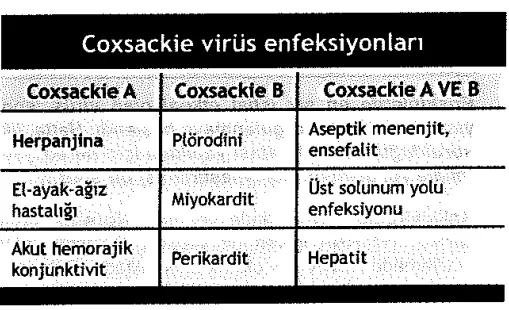 Coxsackie virüs enfeksiyonları
Coxsackie A
Coxsackie B
Coxsackie A VE B
Herpanjina
Plörodini
Aseptik menenjit,
ensefalit
El-ayak-ağız
hastalığı
Miyokardit
Üst solunum yolu
enfeksiyonu
Akut hemorajik
konjunktivit
Perikardit
Hepatit